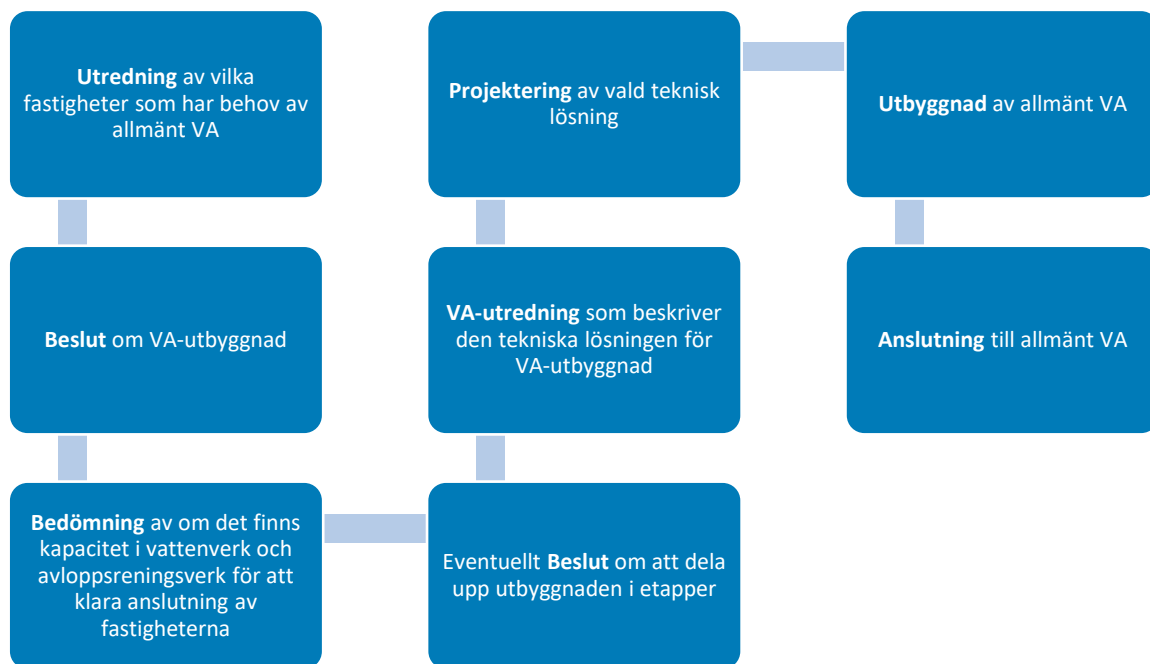 Utredning av vilka
fastigheter som har behov av
allmänt VA
Beslut om VA-utbyggnad
Bedömning av om det finns
kapacitet i vattenverk och
avloppsreningsverk för att
klara anslutning av
fastigheterna
Eventuellt Beslut om att dela
upp utbyggnaden i etapper
VA-utredning som beskriver
den tekniska lösningen för
VA-utbyggnad
Projektering av vald teknisk
lösning
Utbyggnad av allmänt VA
Anslutning till allmänt VA